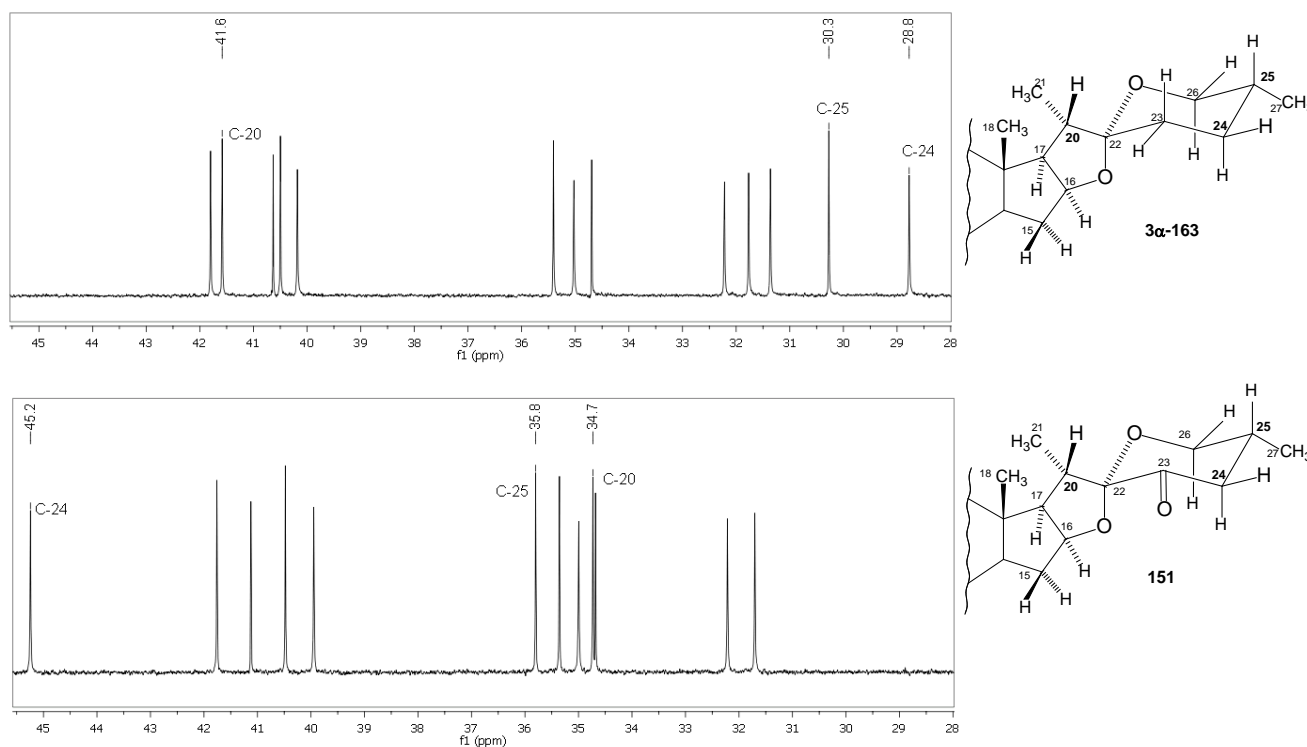 41.6
30.3
28.8
C-20
C-25
C-24
45 44 43 42 41 40 39 38 37 36 35 34 33 32 31 30 29 28
f1 (ppm)
H
H
H
25
21
H3C
H
O
26
27
CH
18
CH3
20
23
24
H
17
22
H
H
H
O
H
16
H
15
H
H
3α-163
45.2
35.8
34.7
C-24
C-25
C-20
45 44 43 42 41 40 39 38 37 36 35 34 33 32 31 30 29 28
f1 (ppm)
H
H
21
H3C
H
O
26
25
27
CH3
18
CH3
23
20
24
H
17
22
H
H
O
O
H
16
H
15
H
H
151